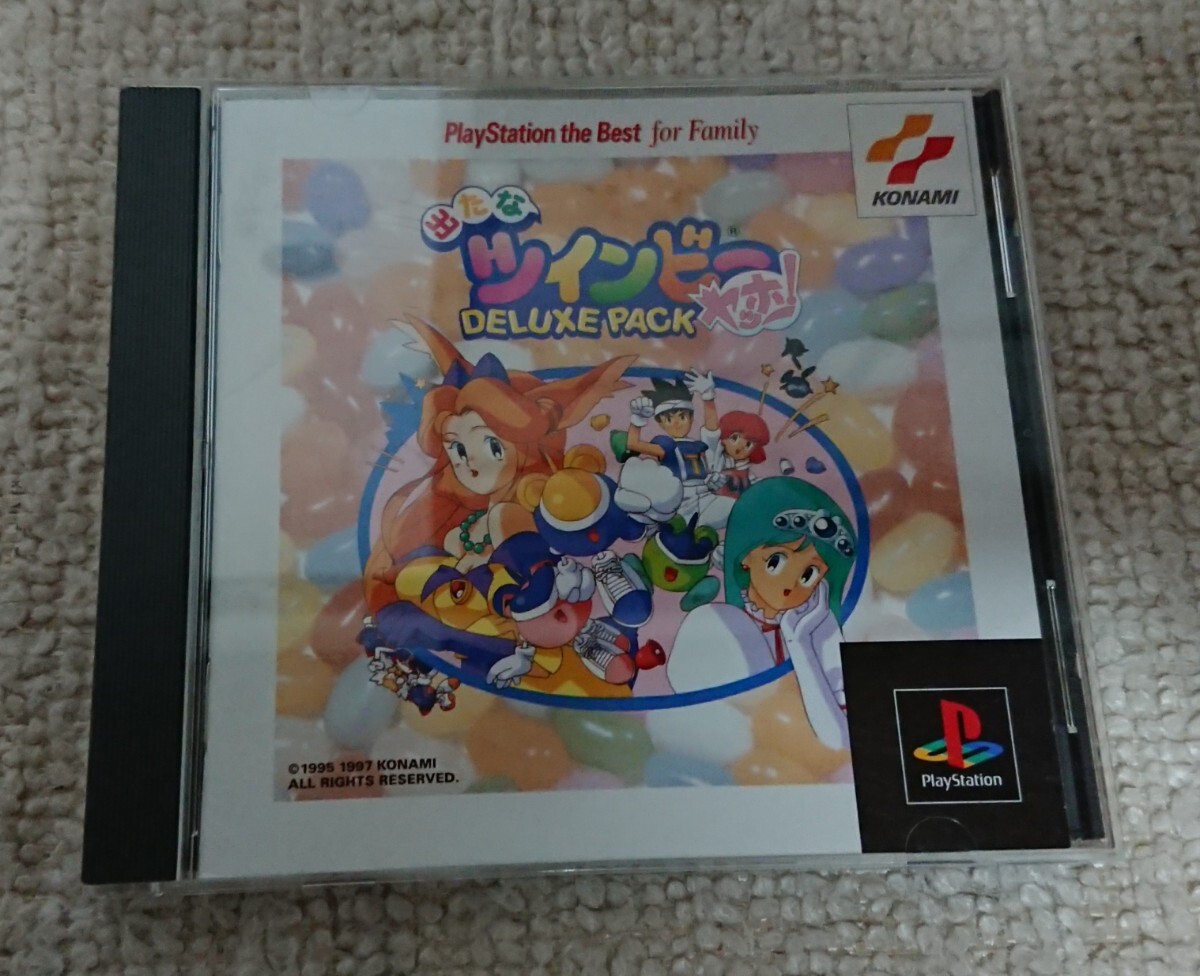 PlayStation the Best for Family
KONAMI
出たな
ツインビー
ヤッホー!
DELUXE PACK
©1995 1997 KONAMI
ALL RIGHTS RESERVED.
PlayStation